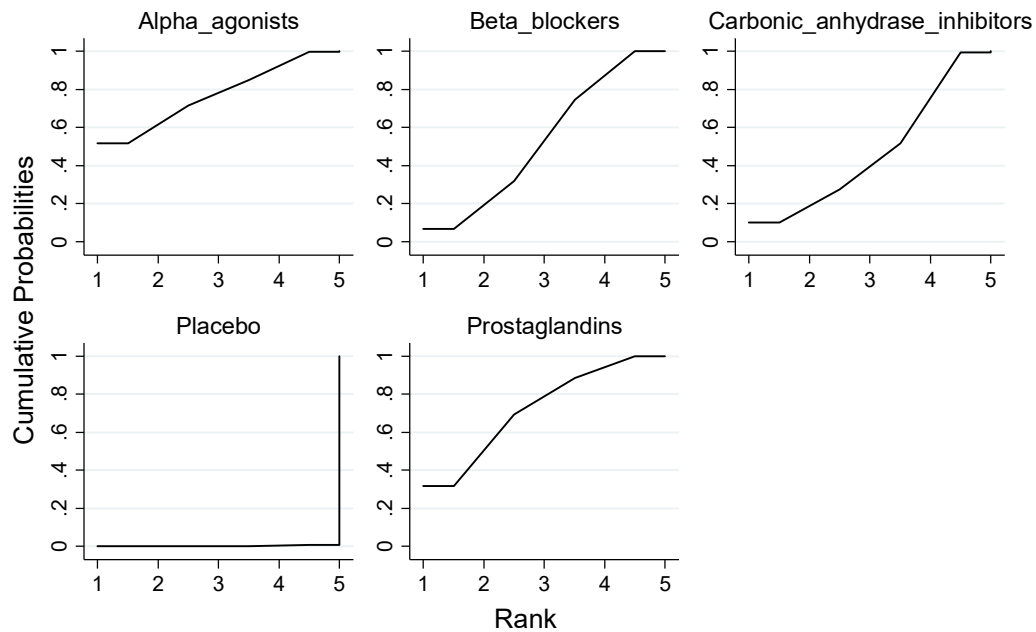 Alpha_agonists
Beta_blockers
Carbonic_anhydrase_inhibitors
Cumulative Probabilities
0 .2 .4 .6 .8 1
1 2 3 4 5
0 .2 .4 .6 .8 1
1 2 3 4 5
0 .2 .4 .6 .8 1
1 2 3 4 5
Placebo
Prostaglandins
0 .2 .4 .6 .8 1
1 2 3 4 5
0 .2 .4 .6 .8 1
1 2 3 4 5
Rank